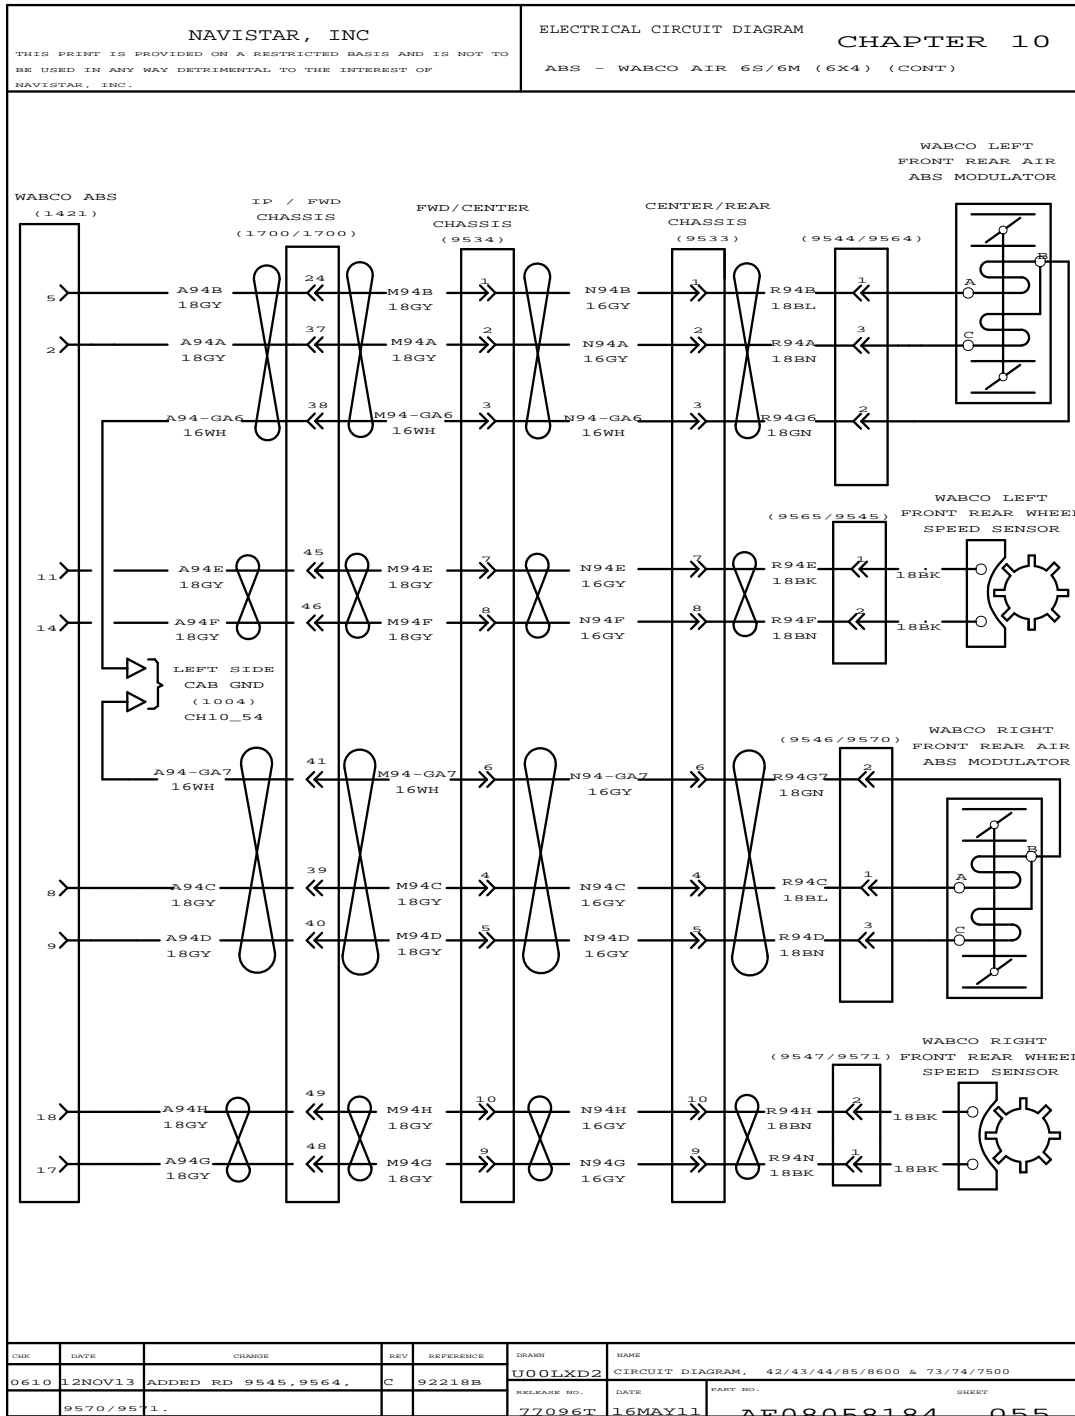 NAVISTAR, INC
THIS PRINT IS PROVIDED ON A RESTRICTED BASIS AND IS NOT TO
BE USED IN ANY WAY DETRIMENTAL TO THE INTEREST OF
NAVISTAR, INC.
ELECTRICAL CIRCUIT DIAGRAM
CHAPTER 10
ABS - WABCO AIR 6S/6M (6X4) (CONT)
WABCO LEFT
FRONT REAR AIR
ABS MODULATOR
WABCO ABS
(1421)
IP / FWD
CHASSIS
(1700/1700)
FWD/CENTER
CHASSIS
(9534)
CENTER/REAR
CHASSIS
(9533)
(9544/9564)
5 A94B 24 M94B 1 N94B 1 R94B 1 A B
18GY 18GY 16GY 18BL
2 A94A 37 M94A 2 N94A 2 R94A 3 C
18GY 18GY 16GY 18BN
A94-GA6 38 M94-GA6 3 N94-GA6 3 R94G6 2
16WH 16WH 16WH 18GN
WABCO LEFT
FRONT REAR WHEEL
SPEED SENSOR
(9565/9545)
11 A94E 45 M94E 7 N94E 7 R94E 1 18BK
18GY 18GY 16GY 18BK
14 A94F 46 M94F 8 N94F 8 R94F 2 18BK
18GY 18GY 16GY 18BN
LEFT SIDE
CAB GND
(1004)
CH10_54
WABCO RIGHT
FRONT REAR AIR
ABS MODULATOR
(9546/9570)
A94-GA7 41 M94-GA7 6 N94-GA7 6 R94G7 2
16WH 16WH 16GY 18GN
B
8 A94C 39 M94C 4 N94C 4 R94C 1 A
18GY 18GY 16GY 18BL
9 A94D 40 M94D 5 N94D 5 R94D 3 C
18GY 18GY 16GY 18BN
WABCO RIGHT
FRONT REAR WHEEL
SPEED SENSOR
(9547/9571)
18 A94H 49 M94H 10 N94H 10 R94H 2 18BK
18GY 18GY 16GY 18BN
17 A94G 48 M94G 9 N94G 9 R94N 1 18BK
18GY 18GY 16GY 18BK
CHK DATE CHANGE REV REFERENCE
0610 12NOV13 ADDED RD 9545,9564, C 92218B
9570/9571.
DRAWN
U00LXD2
NAME
CIRCUIT DIAGRAM, 42/43/44/85/8600 & 73/74/7500
RELEASE NO.
77096T
DATE
16MAY11
PART NO.
AF08058184
SHEET
055